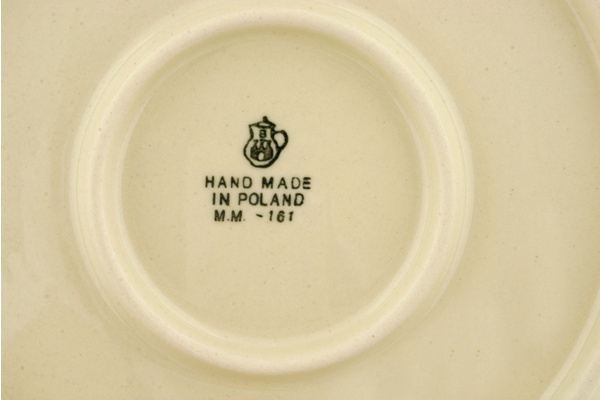 HAND MADE
IN POLAND
M.M. ~161